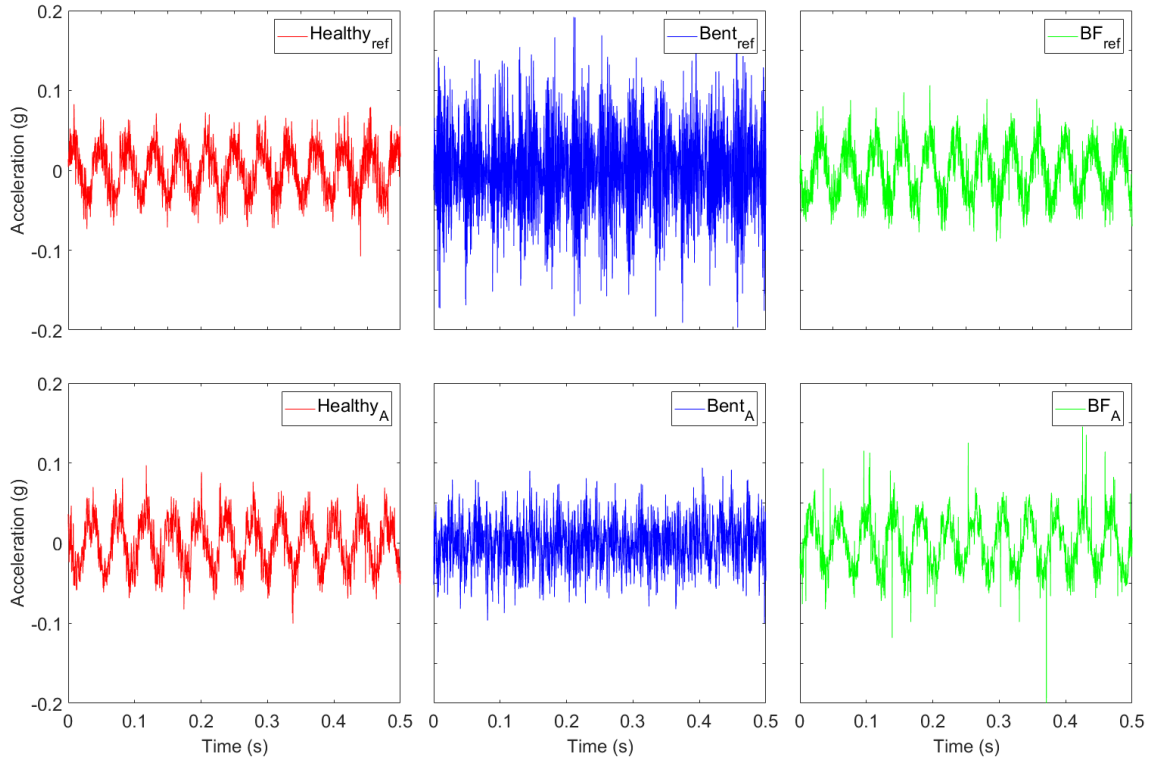 Healthy_ref
Bent_ref
BF_ref
Acceleration (g)
0.2
0.1
0
-0.1
-0.2
Healthy_A
Bent_A
BF_A
Acceleration (g)
0.2
0.1
0
-0.1
-0.2
0 0.1 0.2 0.3 0.4 0.5
0.1 0.2 0.3 0.4 0.5
0.1 0.2 0.3 0.4 0.5
Time (s)
Time (s)
Time (s)